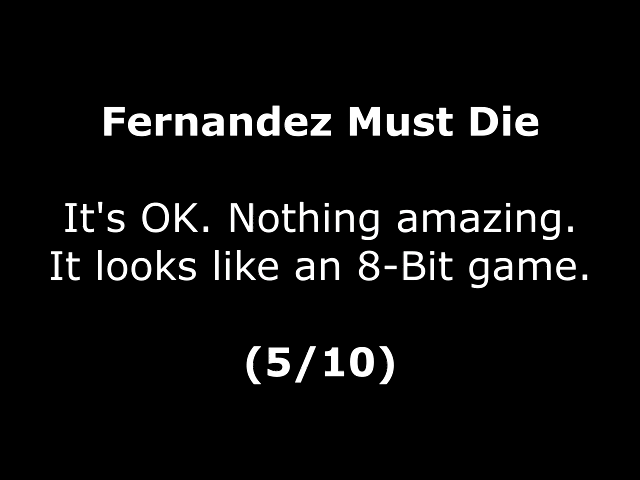 Fernandez Must Die
It's OK. Nothing amazing.
It looks like an 8-Bit game.
(5/10)